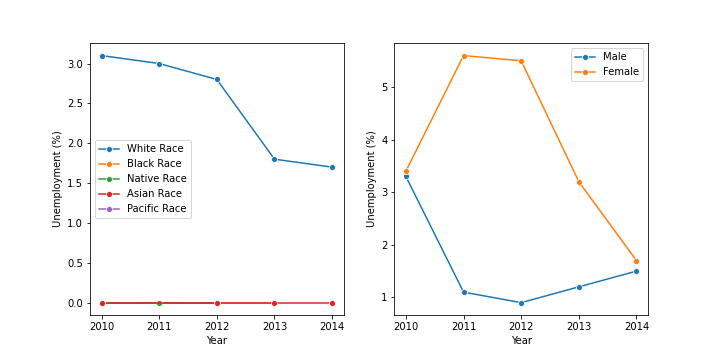 3.0
2.5
2.0
1.5
1.0
0.5
0.0
Unemployment (%)
White Race
Black Race
Native Race
Asian Race
Pacific Race
2010 2011 2012 2013 2014
Year
5
4
3
2
1
Unemployment (%)
Male
Female
2010 2011 2012 2013 2014
Year